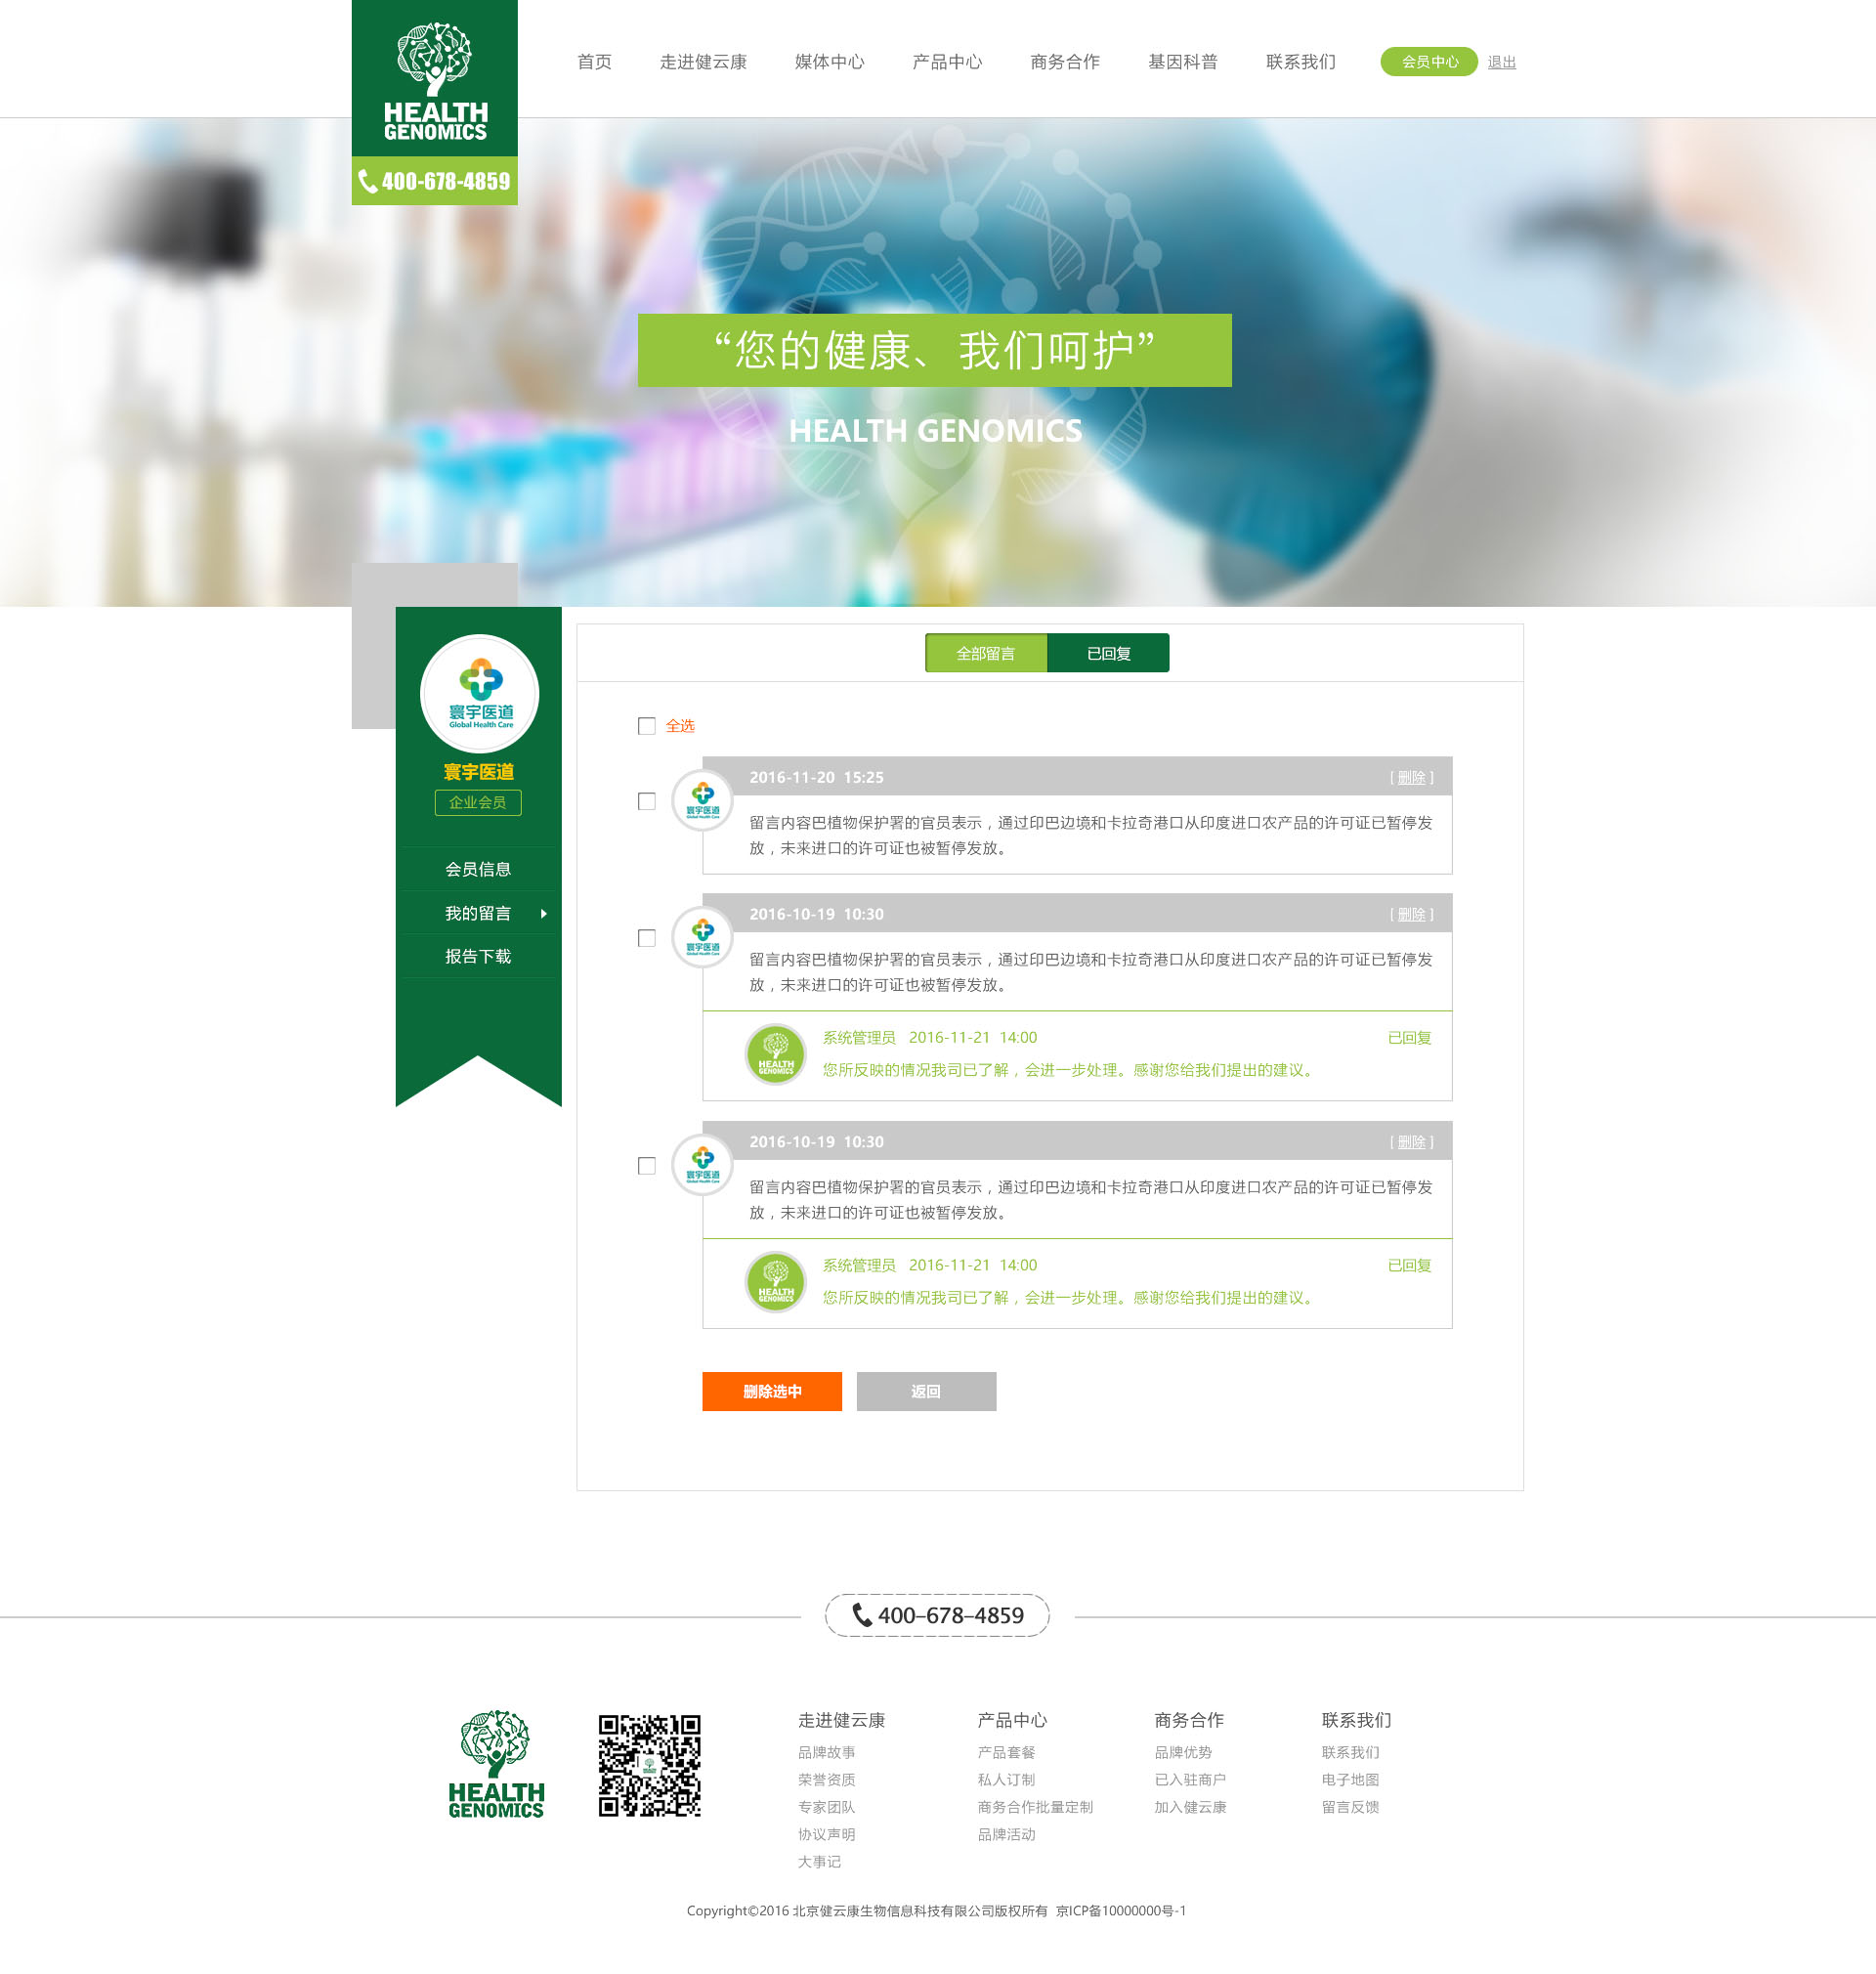 HEALTH
GENOMICS
400-678-4859
首页 走进健云康 媒体中心 产品中心 商务合作 基因科普 联系我们 会员中心 退出
“您的健康、我们呵护”
HEALTH GENOMICS
寰宇医道
Global Health Care
寰宇医道
企业会员
会员信息
我的留言
报告下载
全部留言 已回复
全选
寰宇医道
Global Health Care
2016-11-20 15:25 [ 删除 ]
留言内容巴植物保护署的官员表示，通过印巴边境和卡拉奇港口从印度进口农产品的许可证已暂停发
放，未来进口的许可证也被暂停发放。
寰宇医道
Global Health Care
2016-10-19 10:30 [ 删除 ]
留言内容巴植物保护署的官员表示，通过印巴边境和卡拉奇港口从印度进口农产品的许可证已暂停发
放，未来进口的许可证也被暂停发放。
HEALTH
GENOMICS
系统管理员 2016-11-21 14:00 已回复
您所反映的情况我司已了解，会进一步处理。感谢您给我们提出的建议。
寰宇医道
Global Health Care
2016-10-19 10:30 [ 删除 ]
留言内容巴植物保护署的官员表示，通过印巴边境和卡拉奇港口从印度进口农产品的许可证已暂停发
放，未来进口的许可证也被暂停发放。
HEALTH
GENOMICS
系统管理员 2016-11-21 14:00 已回复
您所反映的情况我司已了解，会进一步处理。感谢您给我们提出的建议。
删除选中 返回
400-678-4859
HEALTH
GENOMICS
走进健云康
品牌故事
荣誉资质
专家团队
协议声明
大事记
产品中心
产品套餐
私人订制
商务合作批量定制
品牌活动
商务合作
品牌优势
已入驻商户
加入健云康
联系我们
联系我们
电子地图
留言反馈
Copyright©2016 北京健云康生物信息科技有限公司版权所有 京ICP备10000000号-1